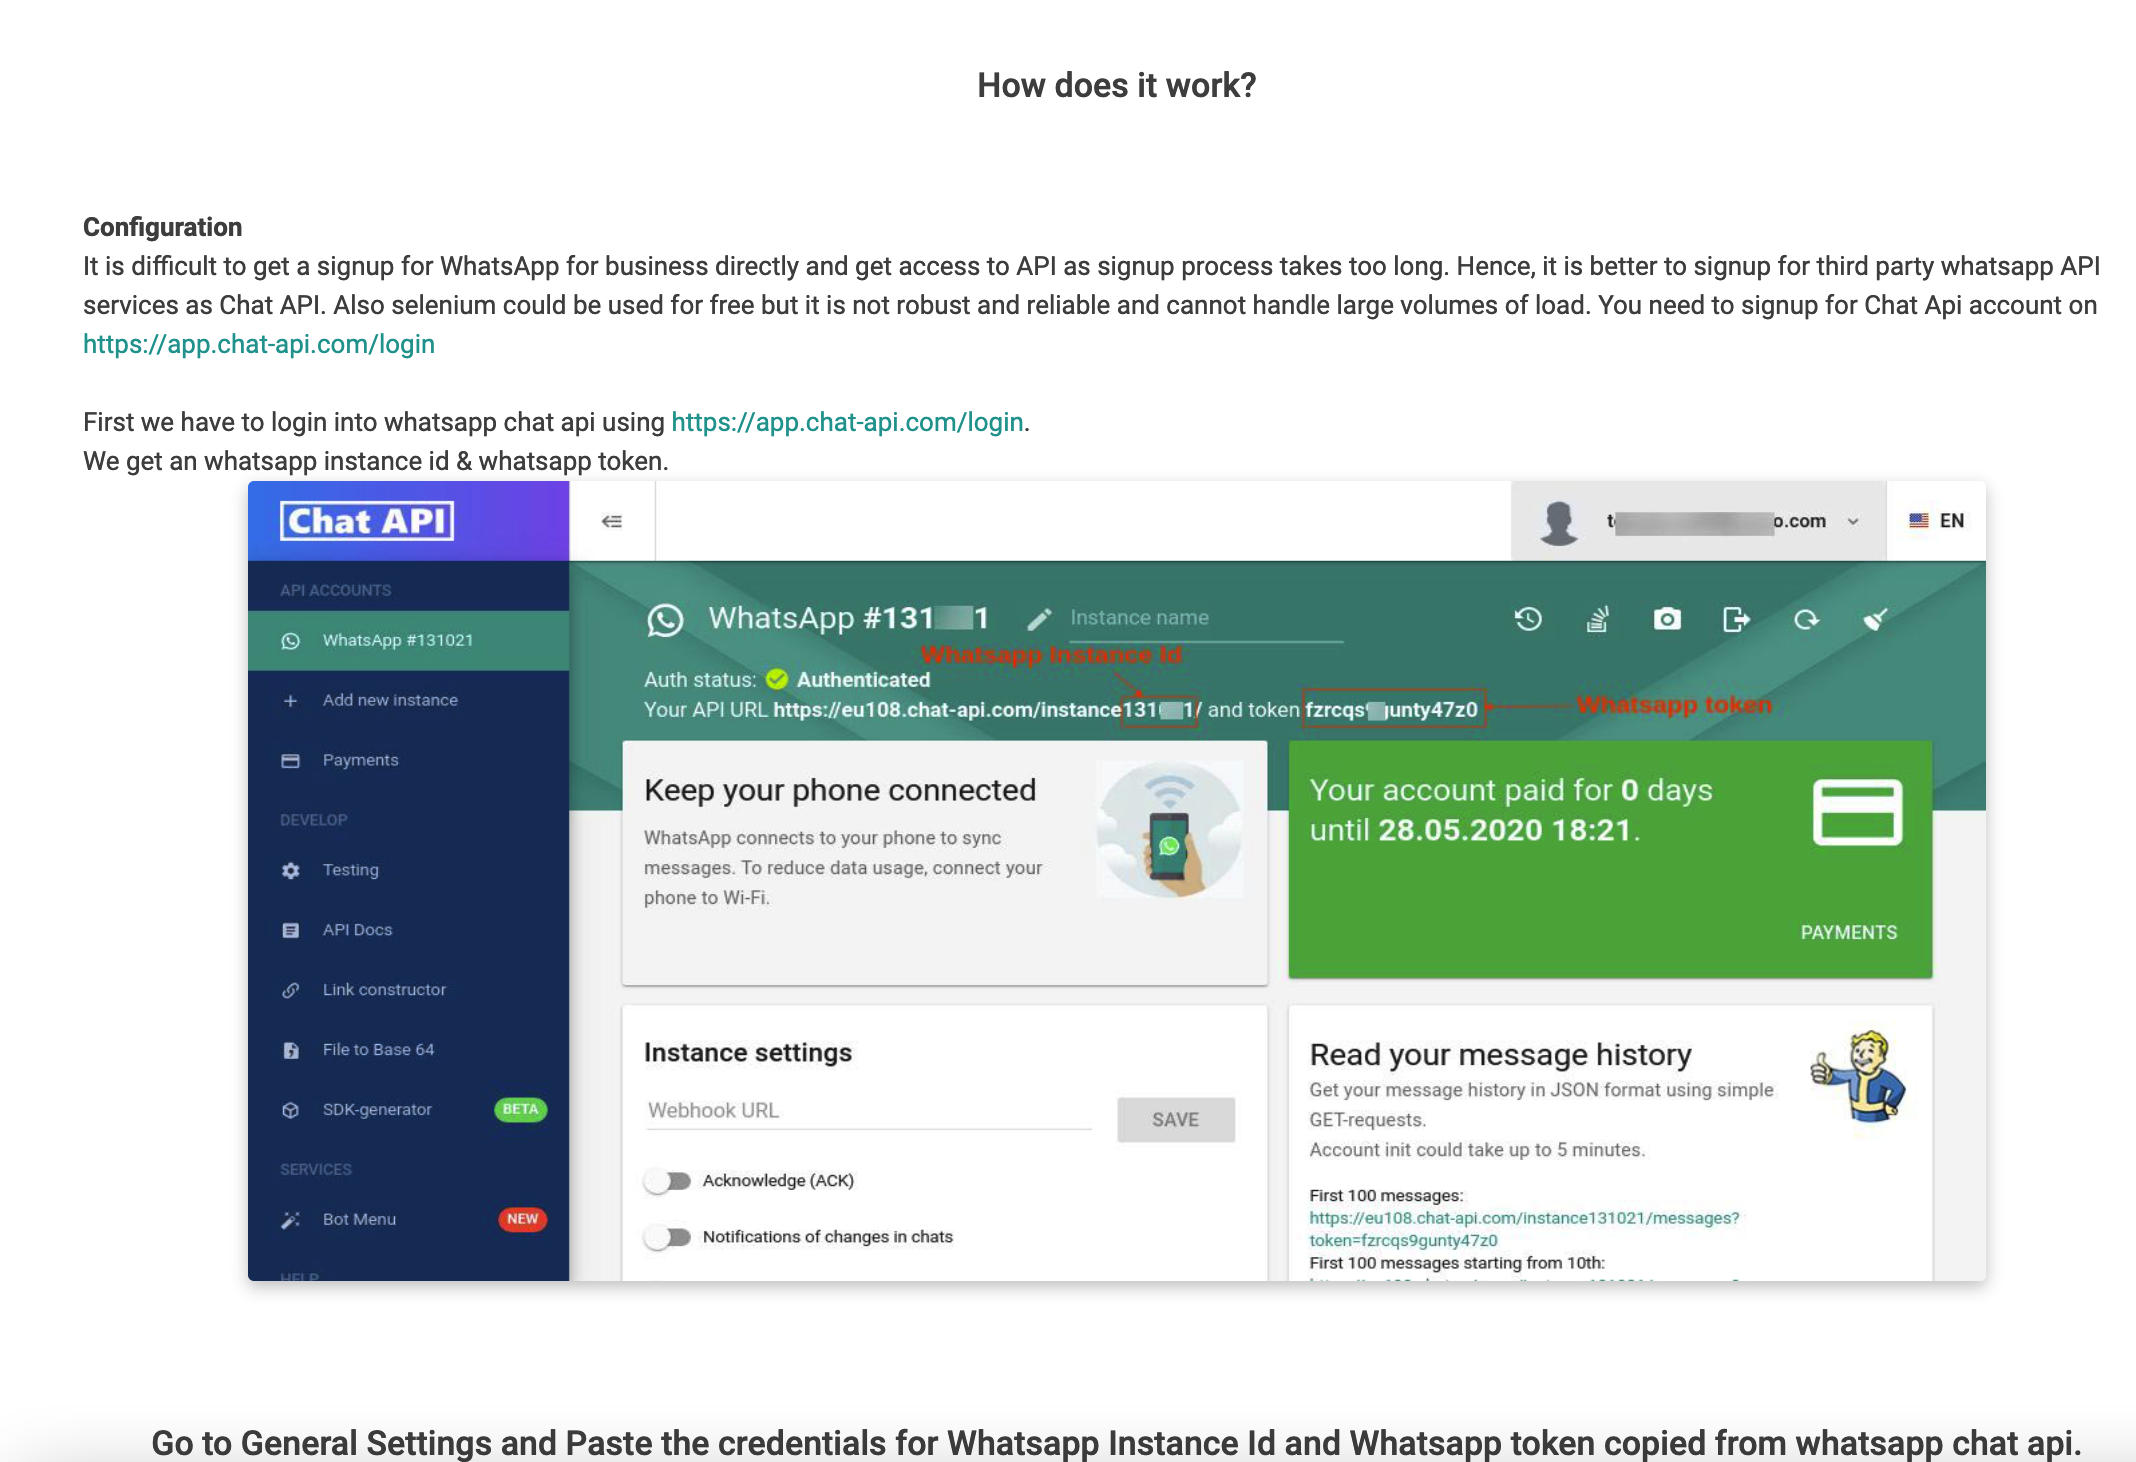 How does it work?
Configuration
It is difficult to get a signup for WhatsApp for business directly and get access to API as signup process takes too long. Hence, it is better to signup for third party whatsapp API
services as Chat API. Also selenium could be used for free but it is not robust and reliable and cannot handle large volumes of load. You need to signup for Chat Api account on
https://app.chat-api.com/login
First we have to login into whatsapp chat api using https://app.chat-api.com/login.
We get an whatsapp instance id & whatsapp token.
Chat API
o.com
EN
API ACCOUNTS
WhatsApp #131021
Add new instance
Payments
DEVELOP
Testing
API Docs
Link constructor
File to Base 64
SDK-generator BETA
SERVICES
Bot Menu NEW
HELP
WhatsApp #131 1
Instance name
Whatsapp Instance Id
Auth status: Authenticated
Your API URL https://eu108.chat-api.com/instance131 1/ and token fzrcqs gunty47z0
Whatsapp token
Keep your phone connected
WhatsApp connects to your phone to sync
messages. To reduce data usage, connect your
phone to Wi-Fi.
Your account paid for 0 days
until 28.05.2020 18:21.
PAYMENTS
Instance settings
Webhook URL
SAVE
Acknowledge (ACK)
Notifications of changes in chats
Read your message history
Get your message history in JSON format using simple
GET-requests.
Account init could take up to 5 minutes.
First 100 messages:
https://eu108.chat-api.com/instance131021/messages?
token=fzrcqs9gunty47z0
First 100 messages starting from 10th:
Go to General Settings and Paste the credentials for Whatsapp Instance Id and Whatsapp token copied from whatsapp chat api.